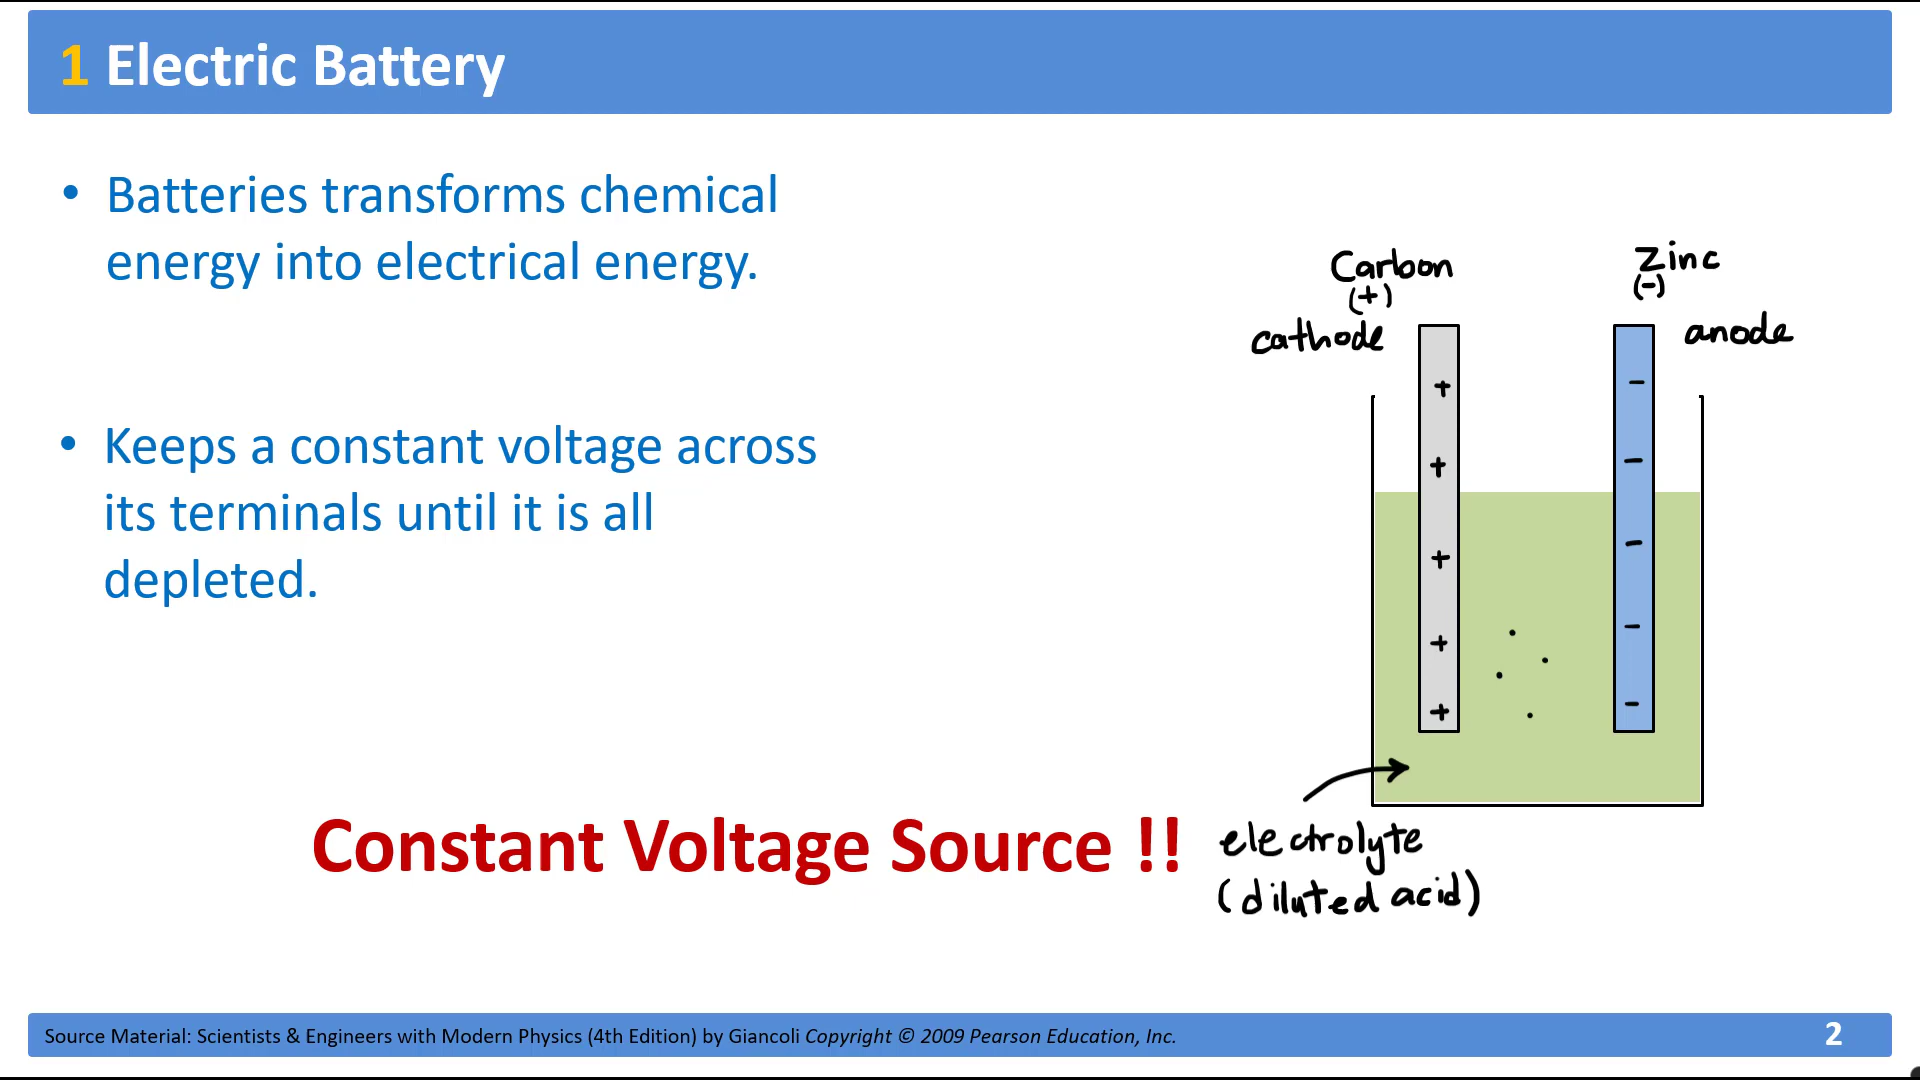 1 Electric Battery
• Batteries transforms chemical
energy into electrical energy.
• Keeps a constant voltage across
its terminals until it is all
depleted.
Constant Voltage Source !!
Carbon
(+)
cathode
Zinc
(-)
anode
+
+
+
+
+
-
-
-
-
-
electrolyte
(diluted acid)
Source Material: Scientists & Engineers with Modern Physics (4th Edition) by Giancoli Copyright © 2009 Pearson Education, Inc.
2